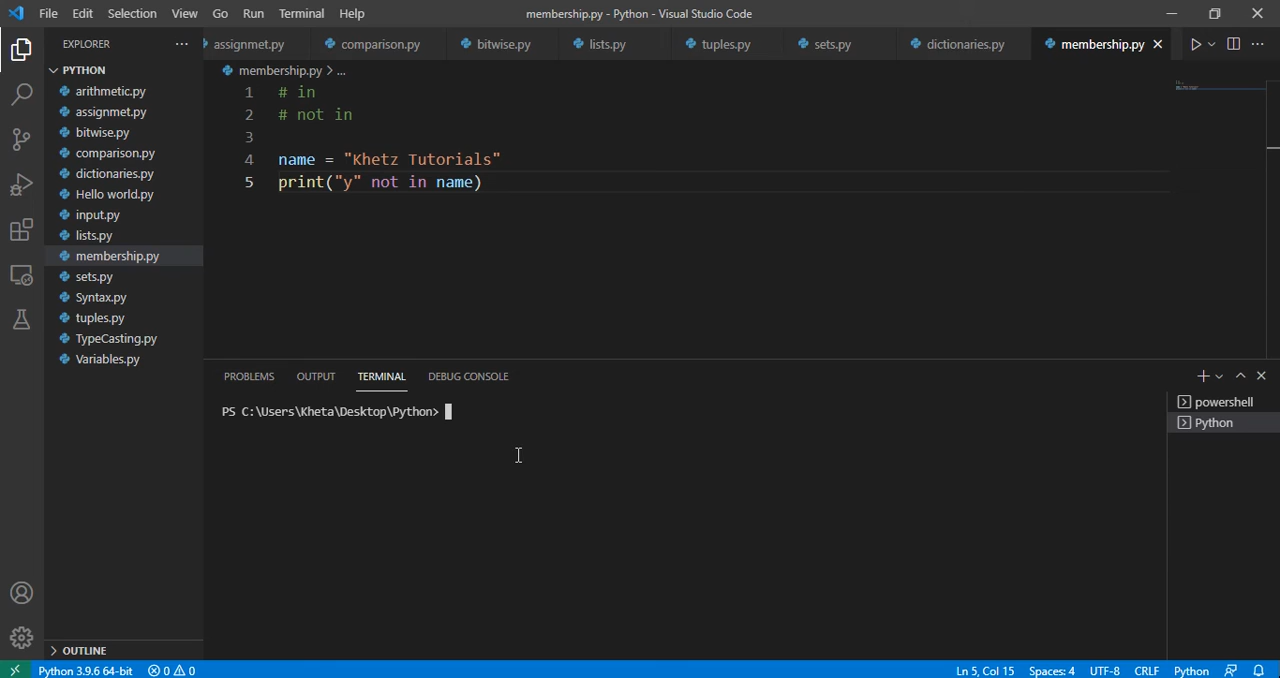 File Edit Selection View Go Run Terminal Help
membership.py - Python - Visual Studio Code
EXPLORER
assignmet.py comparison.py bitwise.py lists.py tuples.py sets.py dictionaries.py membership.py
PYTHON
arithmetic.py
assignmet.py
bitwise.py
comparison.py
dictionaries.py
Hello world.py
input.py
lists.py
membership.py
sets.py
Syntax.py
tuples.py
TypeCasting.py
Variables.py
OUTLINE
membership.py > ...
1 # in
2 # not in
3
4 name = "Khetz Tutorials"
5 print("y" not in name)
PROBLEMS OUTPUT TERMINAL DEBUG CONSOLE
PS C:\Users\Kheta\Desktop\Python>
powershell
Python
Python 3.9.6 64-bit 0 0 Ln 5, Col 15 Spaces: 4 UTF-8 CRLF Python